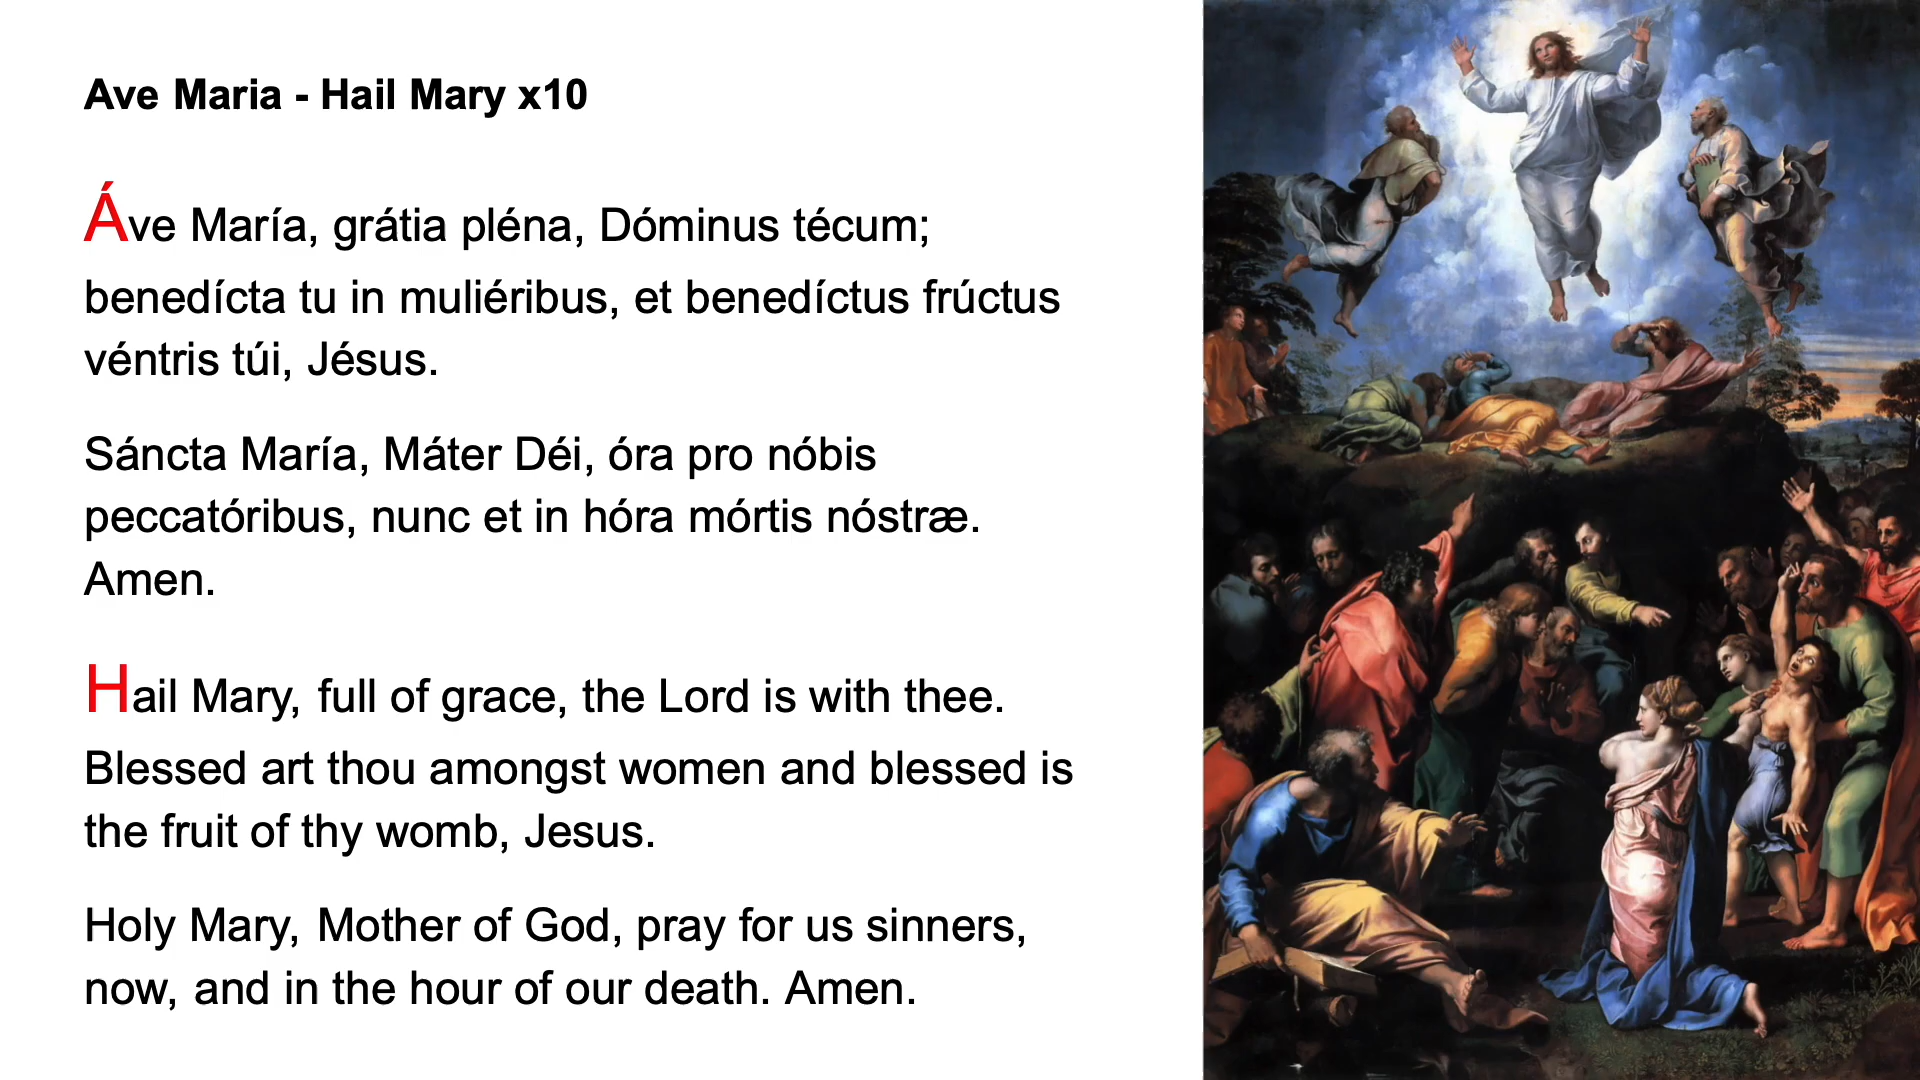 Ave Maria - Hail Mary x10
Áve María, grátia pléna, Dóminus técum;
benedícta tu in muliéribus, et benedíctus frúctus
véntris túi, Jésus.
Sáncta María, Máter Déi, óra pro nóbis
peccatóribus, nunc et in hóra mórtis nóstræ.
Amen.
Hail Mary, full of grace, the Lord is with thee.
Blessed art thou amongst women and blessed is
the fruit of thy womb, Jesus.
Holy Mary, Mother of God, pray for us sinners,
now, and in the hour of our death. Amen.